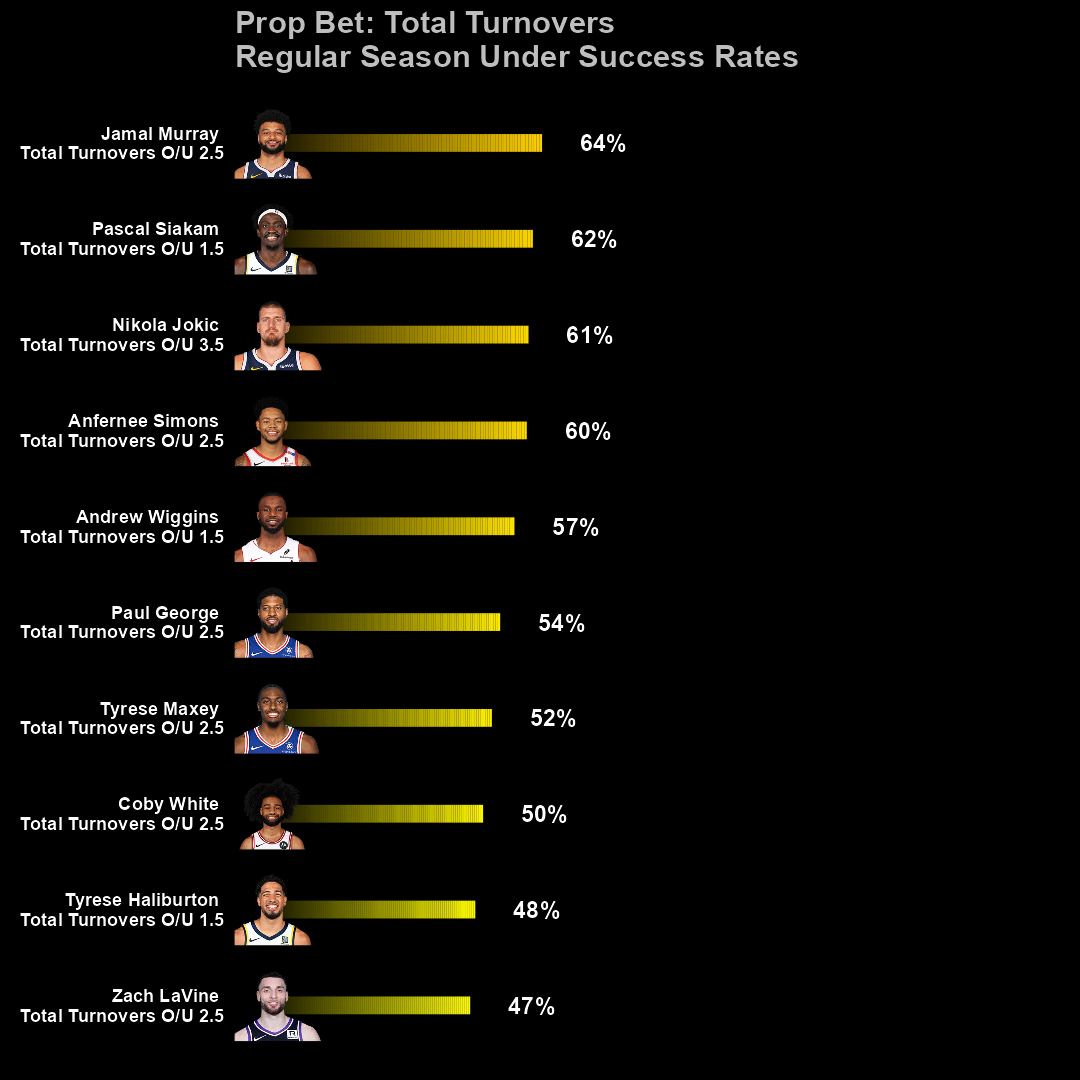 Prop Bet: Total Turnovers
Regular Season Under Success Rates
Jamal Murray
Total Turnovers O/U 2.5
64%
Pascal Siakam
Total Turnovers O/U 1.5
62%
Nikola Jokic
Total Turnovers O/U 3.5
61%
Anfernee Simons
Total Turnovers O/U 2.5
60%
Andrew Wiggins
Total Turnovers O/U 1.5
57%
Paul George
Total Turnovers O/U 2.5
54%
Tyrese Maxey
Total Turnovers O/U 2.5
52%
Coby White
Total Turnovers O/U 2.5
50%
Tyrese Haliburton
Total Turnovers O/U 1.5
48%
Zach LaVine
Total Turnovers O/U 2.5
47%